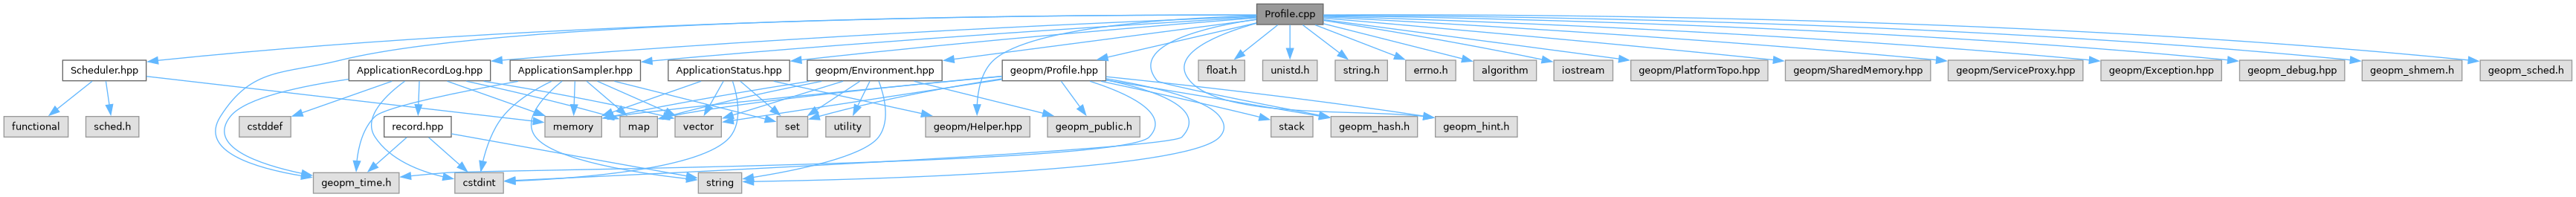 Profile.cpp
Scheduler.hpp
ApplicationRecordLog.hpp
ApplicationSampler.hpp
ApplicationStatus.hpp
geopm/Environment.hpp
geopm/Profile.hpp
float.h
unistd.h
string.h
errno.h
algorithm
iostream
geopm/PlatformTopo.hpp
geopm/SharedMemory.hpp
geopm/ServiceProxy.hpp
geopm/Exception.hpp
geopm_debug.hpp
geopm_shmem.h
geopm_sched.h
functional
sched.h
cstddef
record.hpp
memory
map
vector
set
utility
geopm/Helper.hpp
geopm_public.h
stack
geopm_hash.h
geopm_hint.h
geopm_time.h
cstdint
string